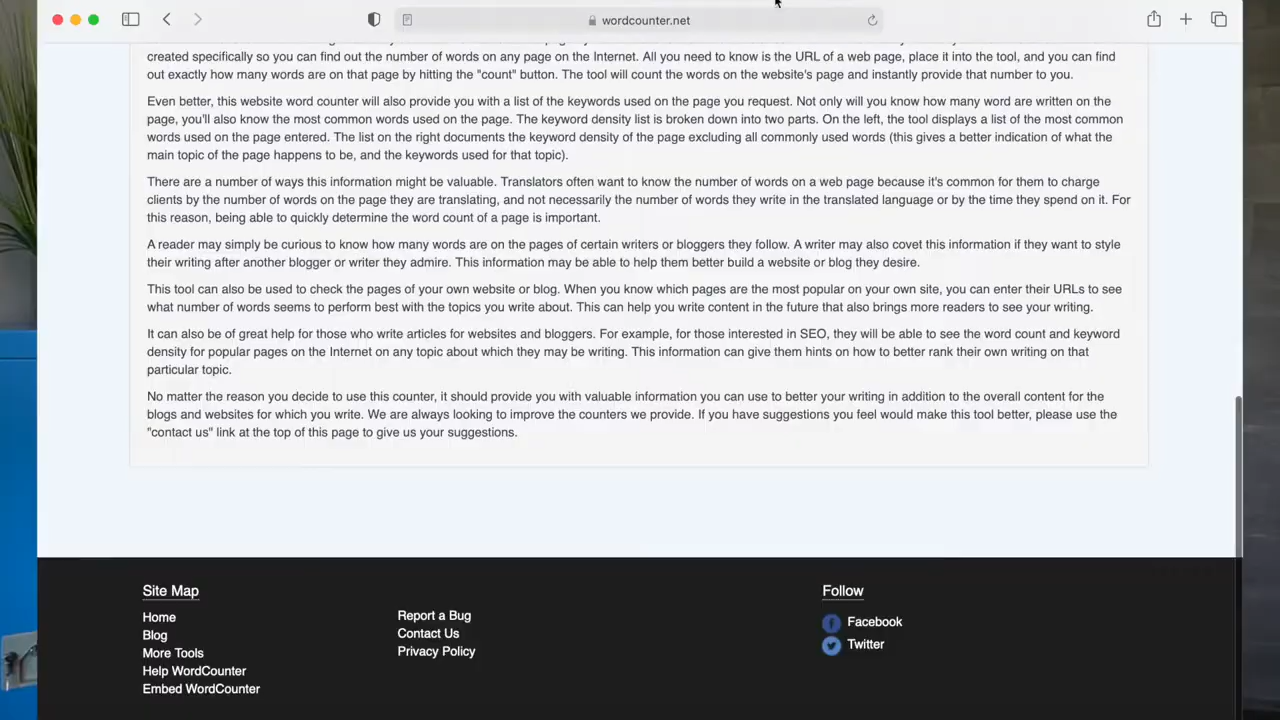 wordcounter.net
created specifically so you can find out the number of words on any page on the Internet. All you need to know is the URL of a web page, place it into the tool, and you can find
out exactly how many words are on that page by hitting the "count" button. The tool will count the words on the website's page and instantly provide that number to you.
Even better, this website word counter will also provide you with a list of the keywords used on the page you request. Not only will you know how many word are written on the
page, you'll also know the most common words used on the page. The keyword density list is broken down into two parts. On the left, the tool displays a list of the most common
words used on the page entered. The list on the right documents the keyword density of the page excluding all commonly used words (this gives a better indication of what the
main topic of the page happens to be, and the keywords used for that topic).
There are a number of ways this information might be valuable. Translators often want to know the number of words on a web page because it's common for them to charge
clients by the number of words on the page they are translating, and not necessarily the number of words they write in the translated language or by the time they spend on it. For
this reason, being able to quickly determine the word count of a page is important.
A reader may simply be curious to know how many words are on the pages of certain writers or bloggers they follow. A writer may also covet this information if they want to style
their writing after another blogger or writer they admire. This information may be able to help them better build a website or blog they desire.
This tool can also be used to check the pages of your own website or blog. When you know which pages are the most popular on your own site, you can enter their URLs to see
what number of words seems to perform best with the topics you write about. This can help you write content in the future that also brings more readers to see your writing.
It can also be of great help for those who write articles for websites and bloggers. For example, for those interested in SEO, they will be able to see the word count and keyword
density for popular pages on the Internet on any topic about which they may be writing. This information can give them hints on how to better rank their own writing on that
particular topic.
No matter the reason you decide to use this counter, it should provide you with valuable information you can use to better your writing in addition to the overall content for the
blogs and websites for which you write. We are always looking to improve the counters we provide. If you have suggestions you feel would make this tool better, please use the
"contact us" link at the top of this page to give us your suggestions.
Site Map
Home
Blog
More Tools
Help WordCounter
Embed WordCounter
Report a Bug
Contact Us
Privacy Policy
Follow
Facebook
Twitter